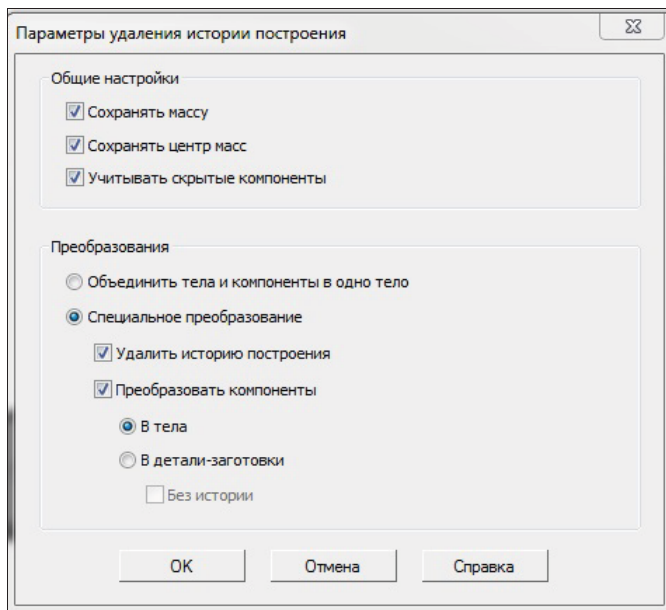 Параметры удаления истории построения
Общие настройки
Сохранять массу
Сохранять центр масс
Учитывать скрытые компоненты
Преобразования
Объединить тела и компоненты в одно тело
Специальное преобразование
Удалить историю построения
Преобразовать компоненты
В тела
В детали-заготовки
Без истории
OK Отмена Справка